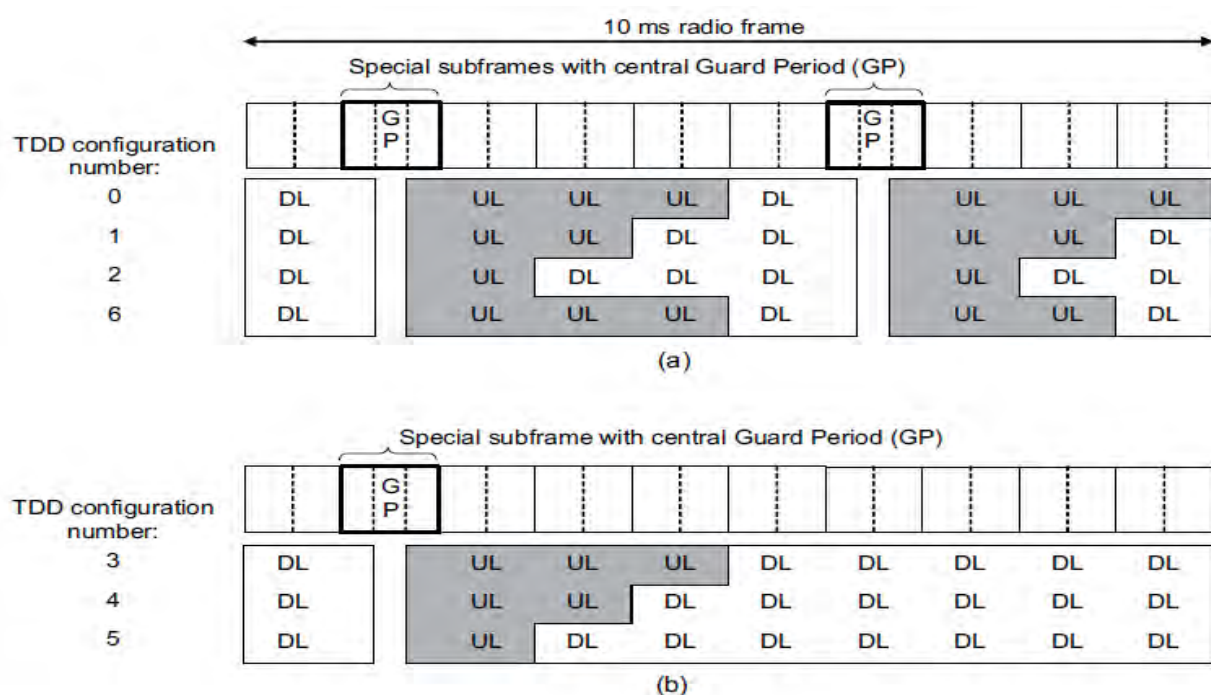 10 ms radio frame
Special subframes with central Guard Period (GP)
G G
P P
TDD configuration
number:
0 DL UL UL UL DL UL UL UL
1 DL UL UL DL DL UL UL DL
2 DL UL DL DL DL UL DL DL
6 DL UL UL UL DL UL UL DL
(a)
Special subframe with central Guard Period (GP)
G
P
TDD configuration
number:
3 DL UL UL UL DL DL DL DL DL
4 DL UL UL DL DL DL DL DL DL
5 DL UL DL DL DL DL DL DL DL
(b)